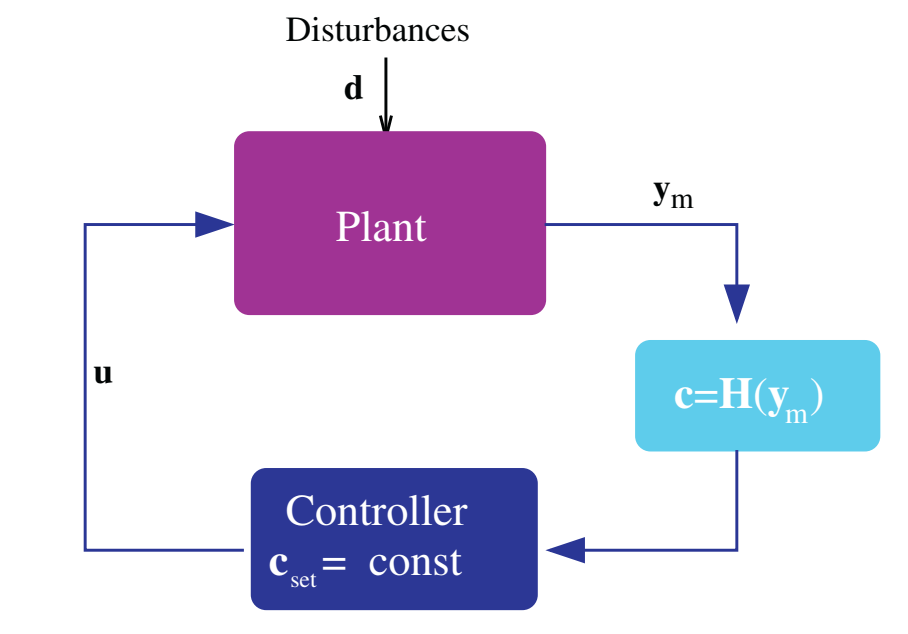 Disturbances
d
Plant
y_m
c=H(y_m)
u
Controller
c_set = const